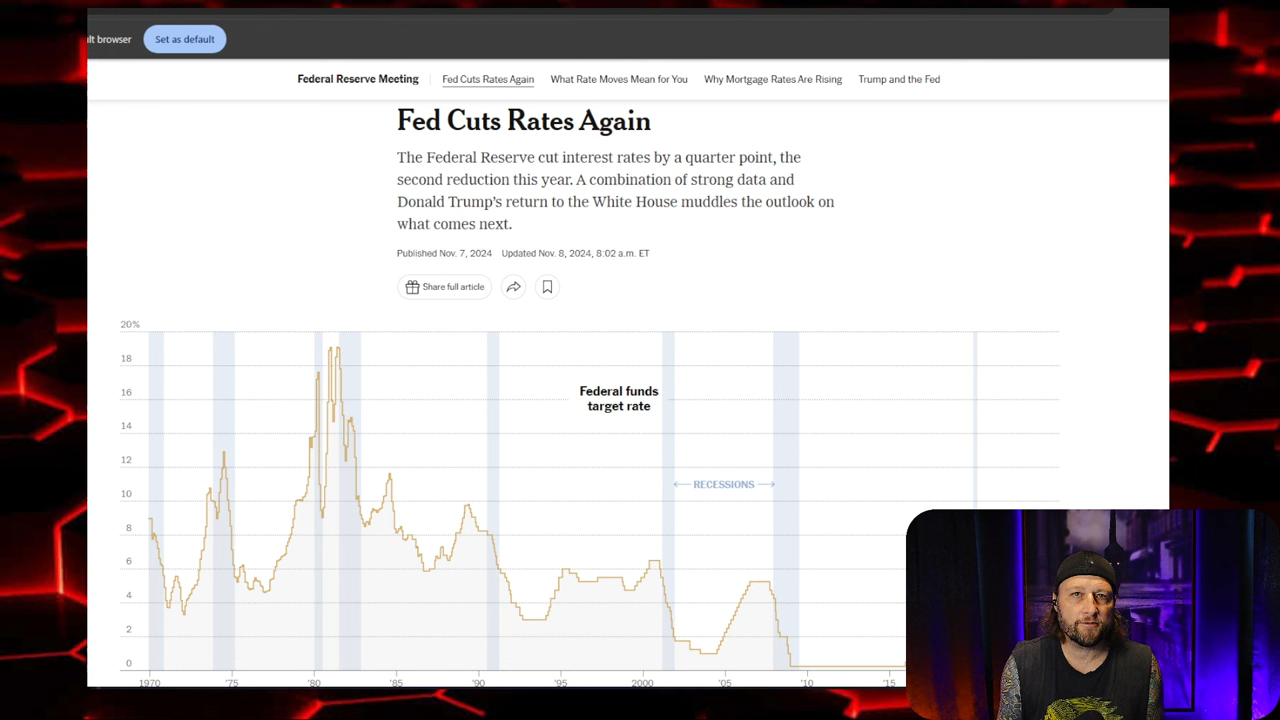 ult browser Set as default
Federal Reserve Meeting Fed Cuts Rates Again What Rate Moves Mean for You Why Mortgage Rates Are Rising Trump and the Fed
Fed Cuts Rates Again
The Federal Reserve cut interest rates by a quarter point, the
second reduction this year. A combination of strong data and
Donald Trump’s return to the White House muddles the outlook on
what comes next.
Published Nov. 7, 2024 Updated Nov. 8, 2024, 8:02 a.m. ET
Share full article
20%
18
16
14
12
10
8
6
4
2
0
Federal funds
target rate
RECESSIONS
1970 ’75 ’80 ’85 ’90 ’95 2000 ’05 ’10 ’15